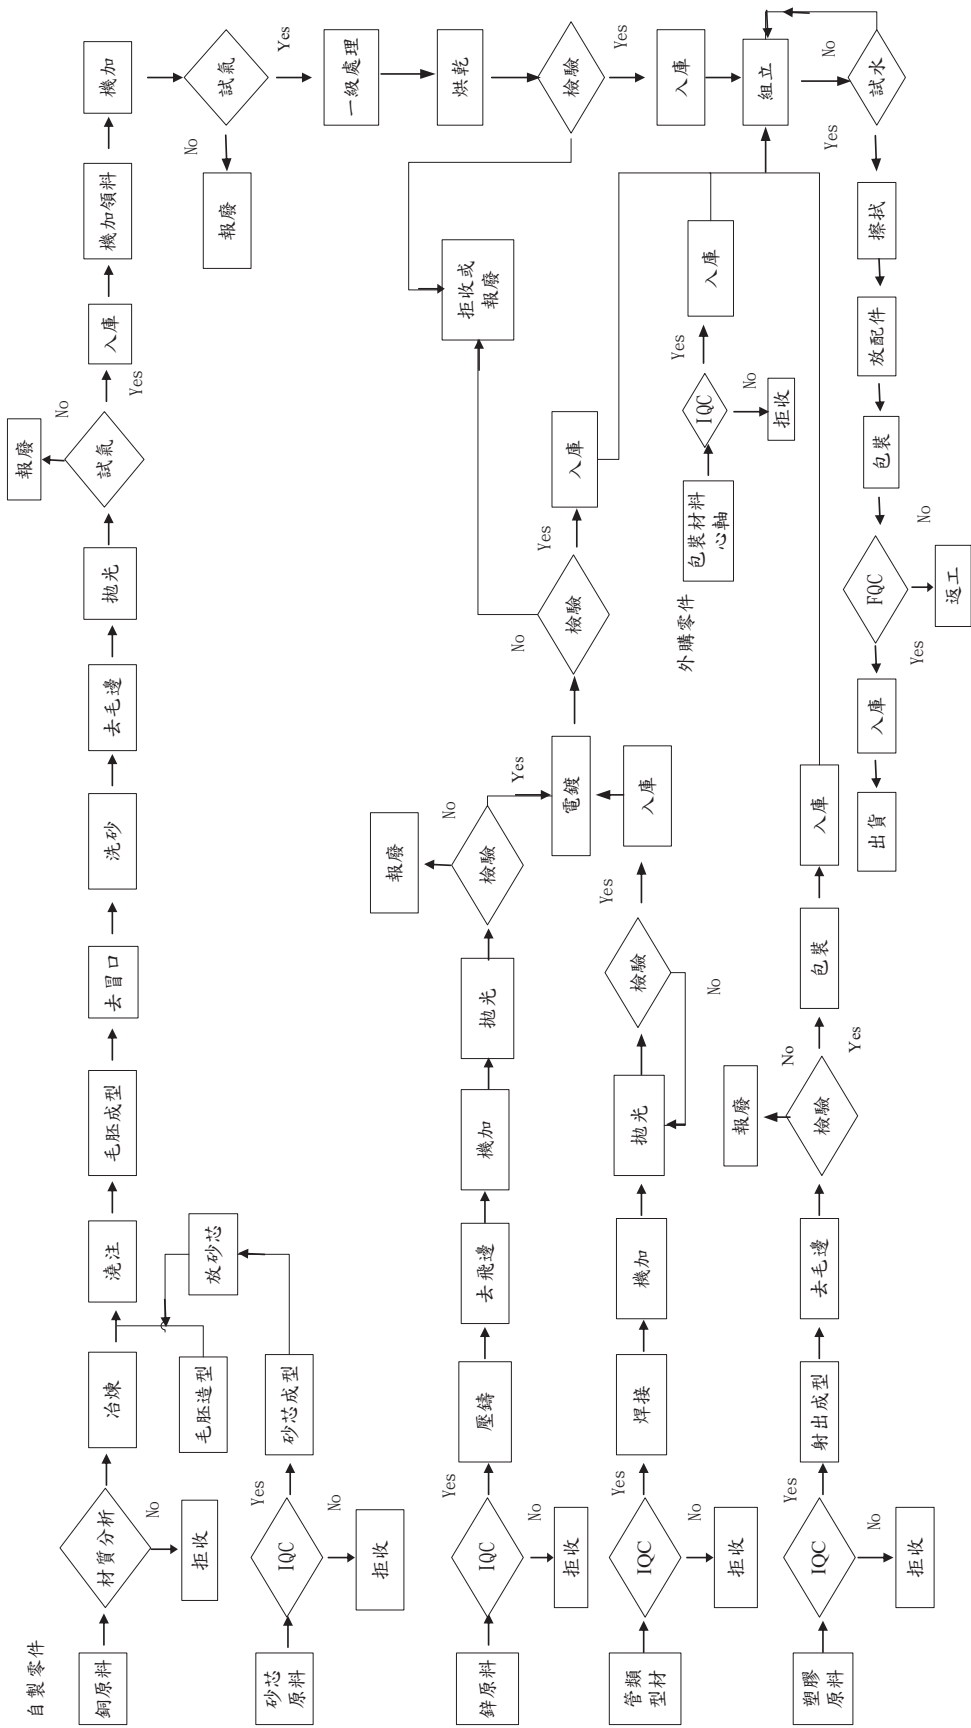 自製零件
銅原料
材質分析
No
拒收
冶煉
毛胚造型
澆注
毛胚成型
去冒口
洗砂
去毛邊
拋光
試氣
No
報廢
Yes
入庫
機加領料
機加
試氣
No
報廢
Yes
一級處理
烘乾
檢驗
Yes
入庫
組立
試水
No
Yes
擦拭
放配件
包裝
FQC
No
返工
Yes
入庫
出貨
砂芯
原料
IQC
No
拒收
Yes
砂芯成型
放砂芯
鋅原料
IQC
No
拒收
Yes
壓鑄
去飛邊
機加
拋光
檢驗
No
報廢
Yes
電鍍
檢驗
No
拒收或
報廢
Yes
入庫
管類
型材
IQC
No
拒收
Yes
焊接
機加
拋光
檢驗
No
Yes
入庫
外購零件
包裝材料
心軸
IQC
No
拒收
Yes
入庫
塑膠
原料
IQC
No
拒收
Yes
射出成型
去毛邊
檢驗
No
報廢
Yes
包裝
入庫